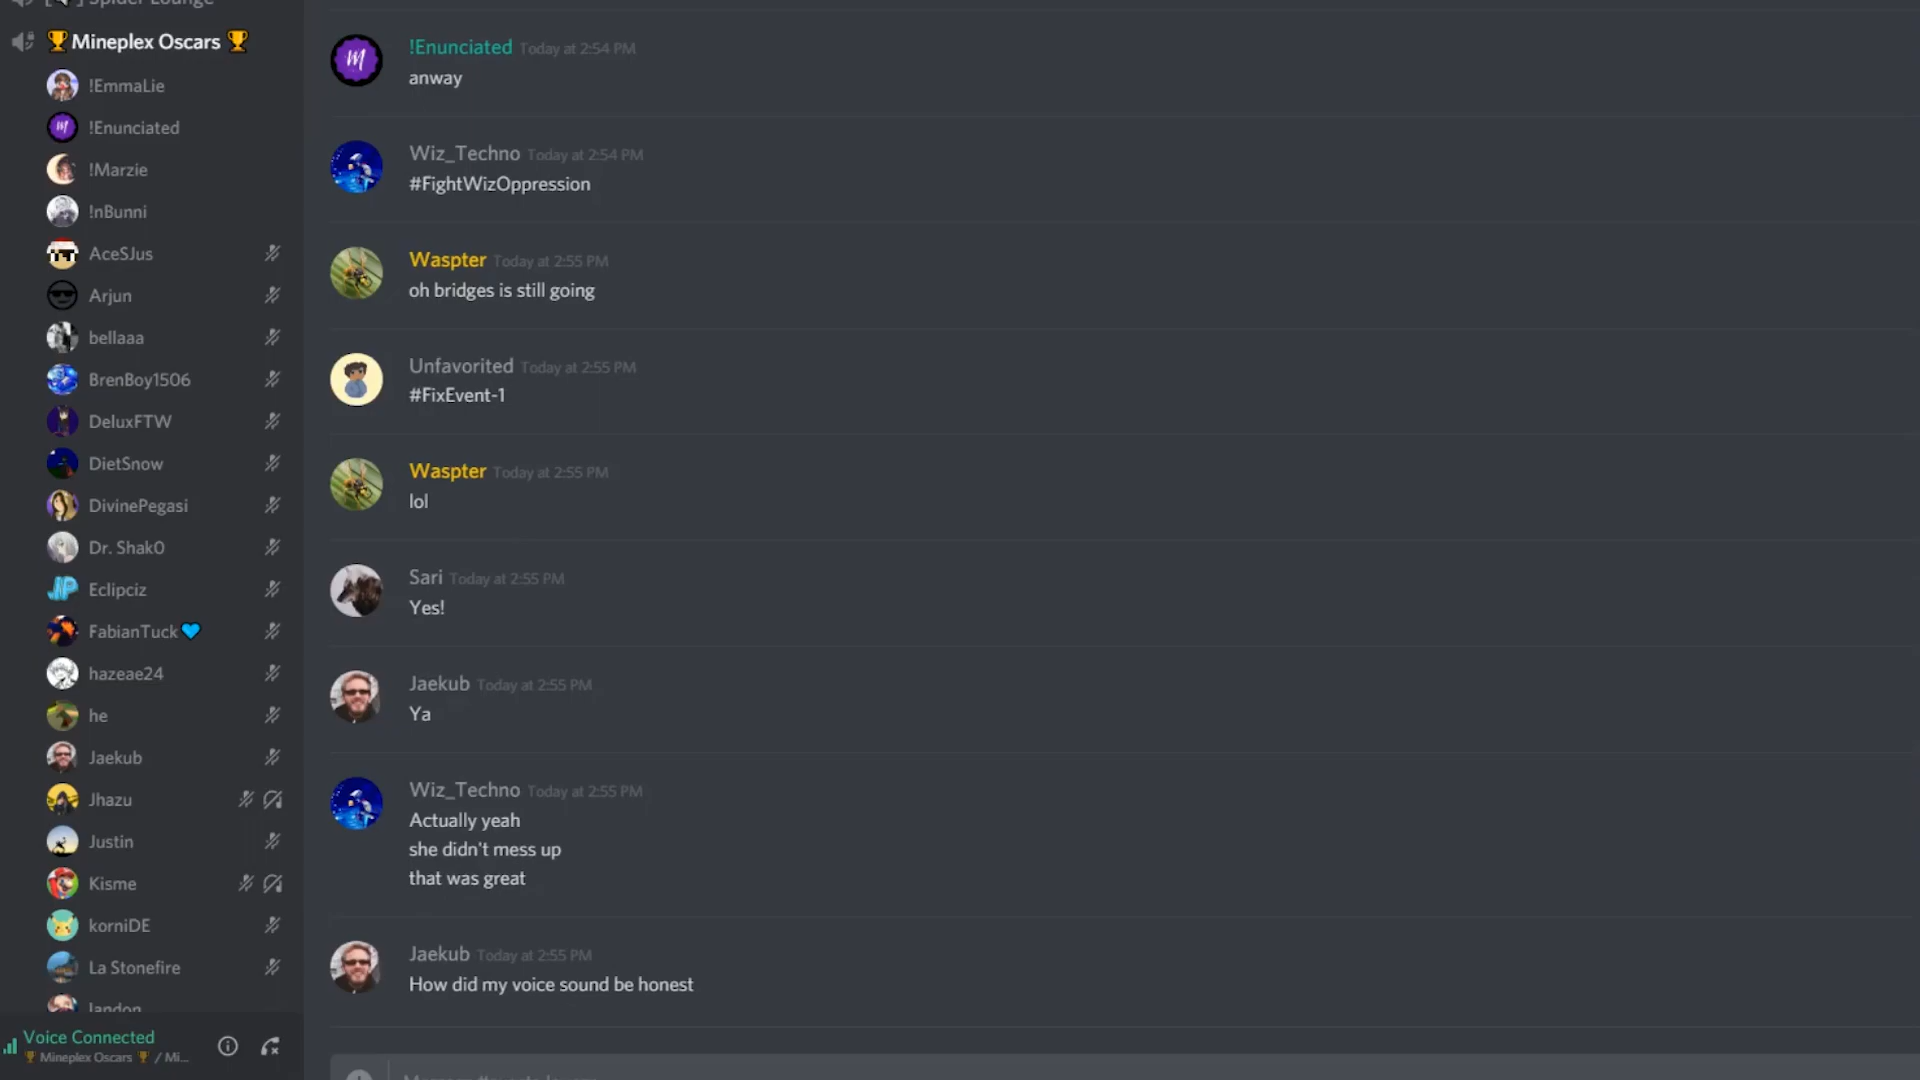 Spider Lounge
Mineplex Oscars
!EmmaLie
!Enunciated
!Marzie
!nBunni
AceSJus
Arjun
bellaaa
BrenBoy1506
DeluxFTW
DietSnow
DivinePegasi
Dr. Shak0
Eclipciz
FabianTuck
hazeae24
he
Jaekub
Jhazu
Justin
Kisme
korniDE
La Stonefire
landon
Voice Connected
Mineplex Oscars / Mi...
!Enunciated Today at 2:54 PM
anway
Wiz_Techno Today at 2:54 PM
#FightWizOppression
Waspter Today at 2:55 PM
oh bridges is still going
Unfavorited Today at 2:55 PM
#FixEvent-1
Waspter Today at 2:55 PM
lol
Sari Today at 2:55 PM
Yes!
Jaekub Today at 2:55 PM
Ya
Wiz_Techno Today at 2:55 PM
Actually yeah
she didn't mess up
that was great
Jaekub Today at 2:55 PM
How did my voice sound be honest